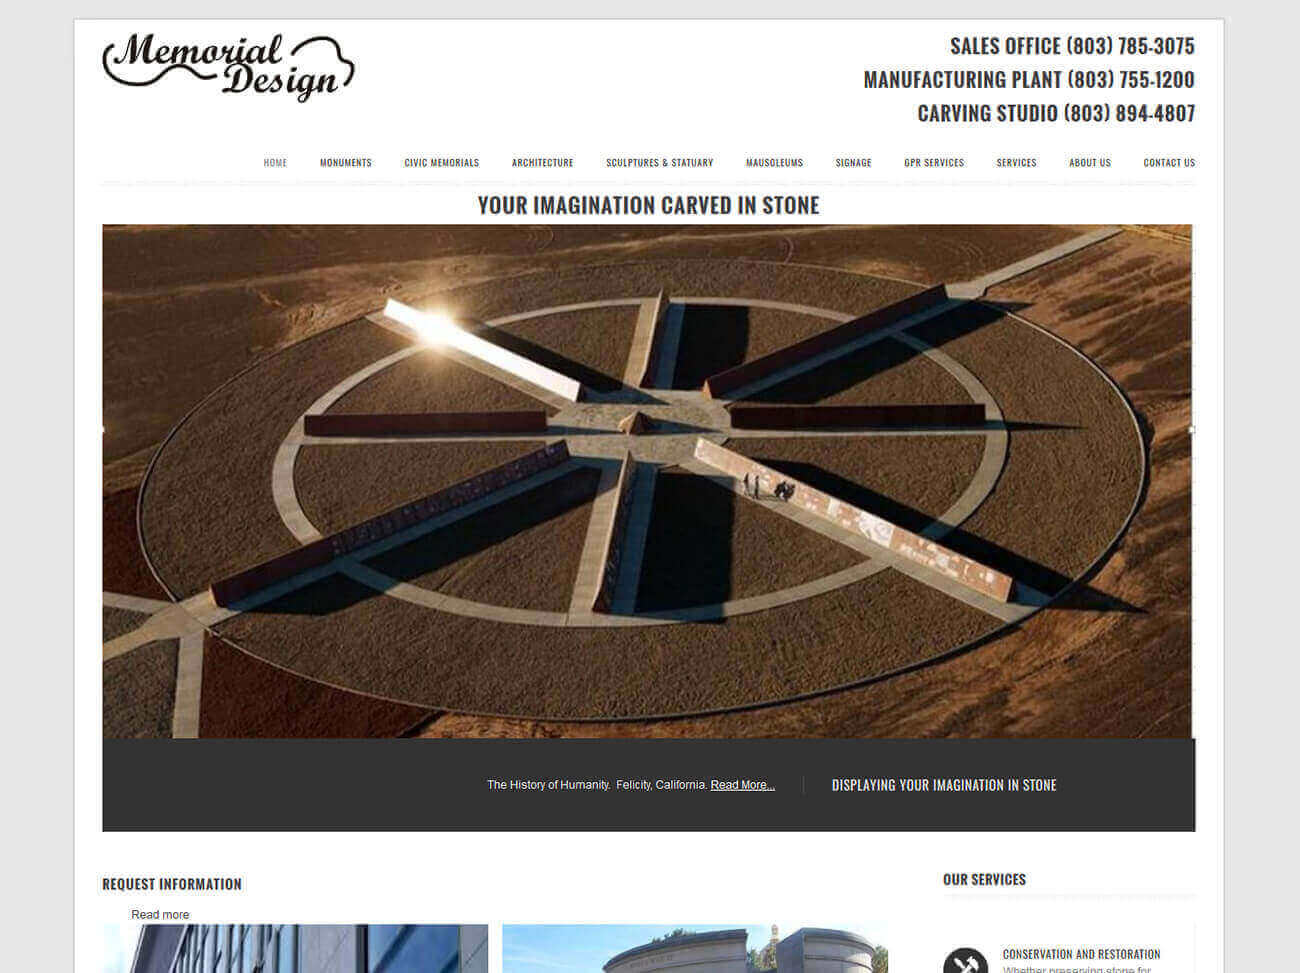 Memorial
Design
SALES OFFICE (803) 785-3075
MANUFACTURING PLANT (803) 755-1200
CARVING STUDIO (803) 894-4807
HOME MONUMENTS CIVIC MEMORIALS ARCHITECTURE SCULPTURES & STATUARY MAUSOLEUMS SIGNAGE GPR SERVICES SERVICES ABOUT US CONTACT US
YOUR IMAGINATION CARVED IN STONE
The History of Humanity. Felicity, California. Read More... DISPLAYING YOUR IMAGINATION IN STONE
REQUEST INFORMATION
Read more
OUR SERVICES
CONSERVATION AND RESTORATION
Whether preserving stone for